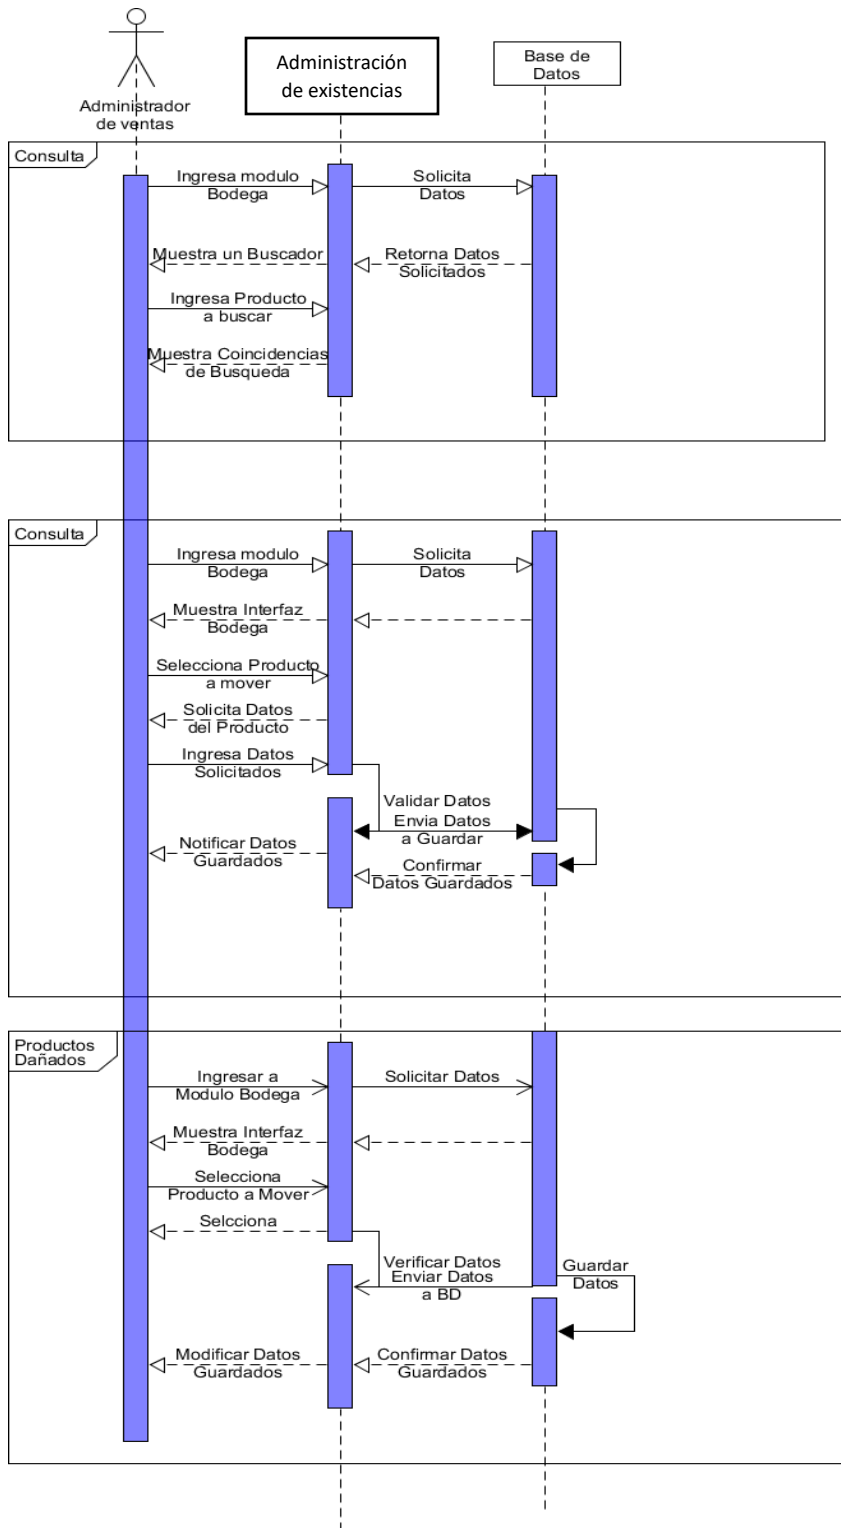 Administración
de existencias
Base de
Datos
Administrador
de ventas
Consulta
Ingresa modulo
Bodega
Solicita
Datos
Muestra un Buscador
Retorna Datos
Solicitados
Ingresa Producto
a buscar
Muestra Coincidencias
de Busqueda
Consulta
Ingresa modulo
Bodega
Solicita
Datos
Muestra Interfaz
Bodega
Selecciona Producto
a mover
Solicita Datos
del Producto
Ingresa Datos
Solicitados
Validar Datos
Envia Datos
a Guardar
Notificar Datos
Guardados
Confirmar
Datos Guardados
Productos
Dañados
Ingresar a
Modulo Bodega
Solicitar Datos
Muestra Interfaz
Bodega
Selecciona
Producto a Mover
Selcciona
Verificar Datos
Enviar Datos
a BD
Guardar
Datos
Modificar Datos
Guardados
Confirmar Datos
Guardados